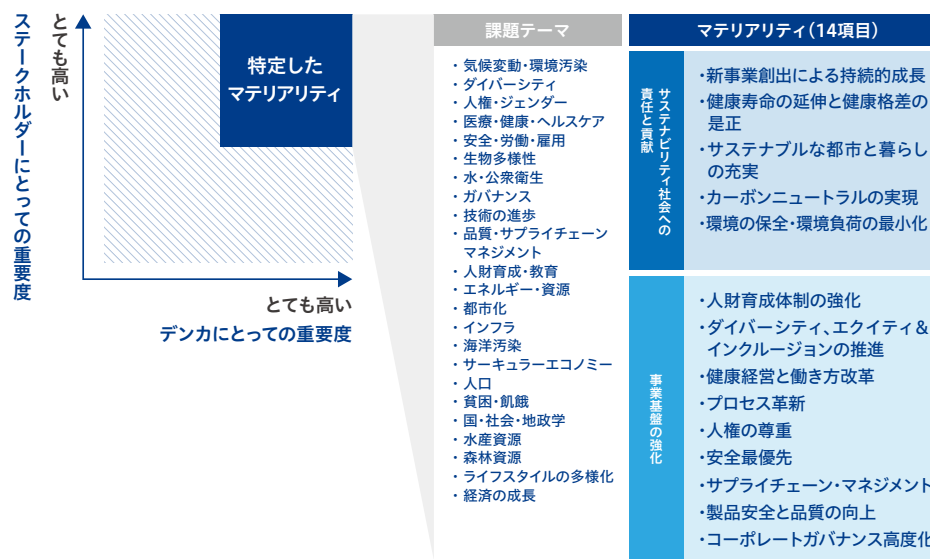 ステークホルダーにとっての重要度
とても高い
特定した
マテリアリティ
とても高い
デンカにとっての重要度
課題テーマ
・気候変動・環境汚染
・ダイバーシティ
・人権・ジェンダー
・医療・健康・ヘルスケア
・安全・労働・雇用
・生物多様性
・水・公衆衛生
・ガバナンス
・技術の進歩
・品質・サプライチェーン
マネジメント
・人財育成・教育
・エネルギー・資源
・都市化
・インフラ
・海洋汚染
・サーキュラーエコノミー
・人口
・貧困・飢餓
・国・社会・地政学
・水産資源
・森林資源
・ライフスタイルの多様化
・経済の成長
マテリアリティ（14項目）
サステナビリティ社会への
責任と貢献
・新事業創出による持続的成長
・健康寿命の延伸と健康格差の
是正
・サステナブルな都市と暮らし
の充実
・カーボンニュートラルの実現
・環境の保全・環境負荷の最小化
事業基盤の強化
・人財育成体制の強化
・ダイバーシティ、エクイティ＆
インクルージョンの推進
・健康経営と働き方改革
・プロセス革新
・人権の尊重
・安全最優先
・サプライチェーン・マネジメント
・製品安全と品質の向上
・コーポレートガバナンス高度化